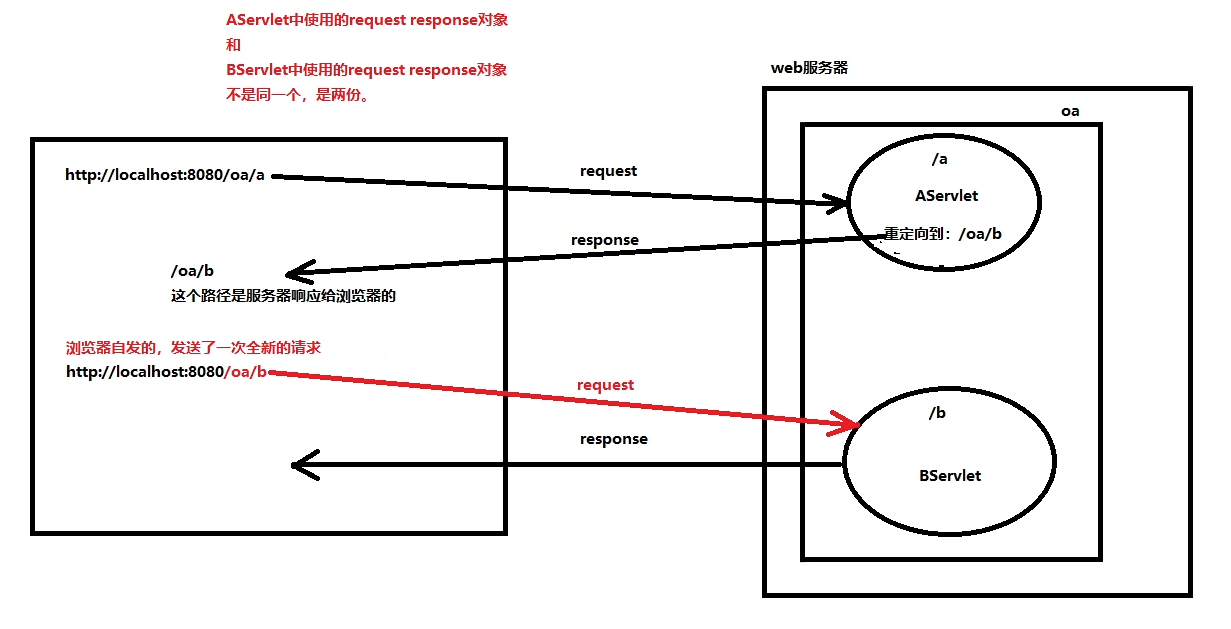 AServlet中使用的request response对象
和
BServlet中使用的request response对象
不是同一个，是两份。
web服务器
oa
http://localhost:8080/oa/a
request
/a
AServlet
重定向到：/oa/b
response
/oa/b
这个路径是服务器响应给浏览器的
浏览器自发的，发送了一次全新的请求
http://localhost:8080/oa/b
request
/b
response
BServlet